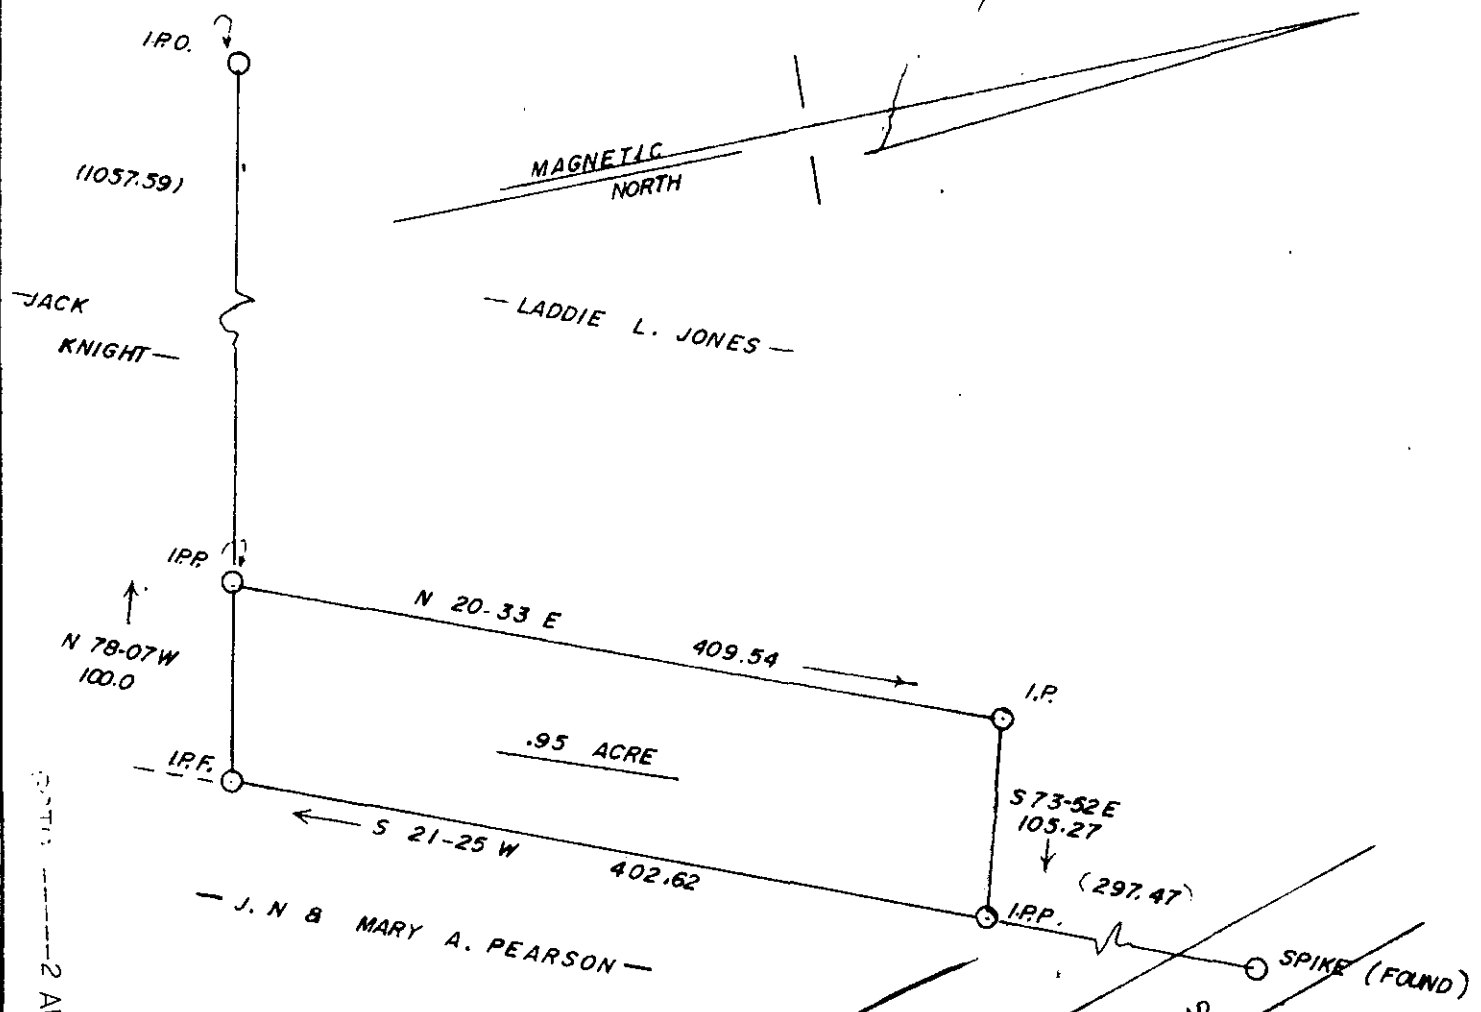 I.P.O.
(1057.59)
MAGNETIC
NORTH
—JACK
KNIGHT—
— LADDIE L. JONES —
I.P.P.
N 20-33 E
409.54
N 78-07W
100.0
I.P.
.95 ACRE
I.P.F.
S 73-52 E
105.27
S 21-25 W
402.62
(297.47)
I.P.P.
— J. N & MARY A. PEARSON —
SPIKE (FOUND)